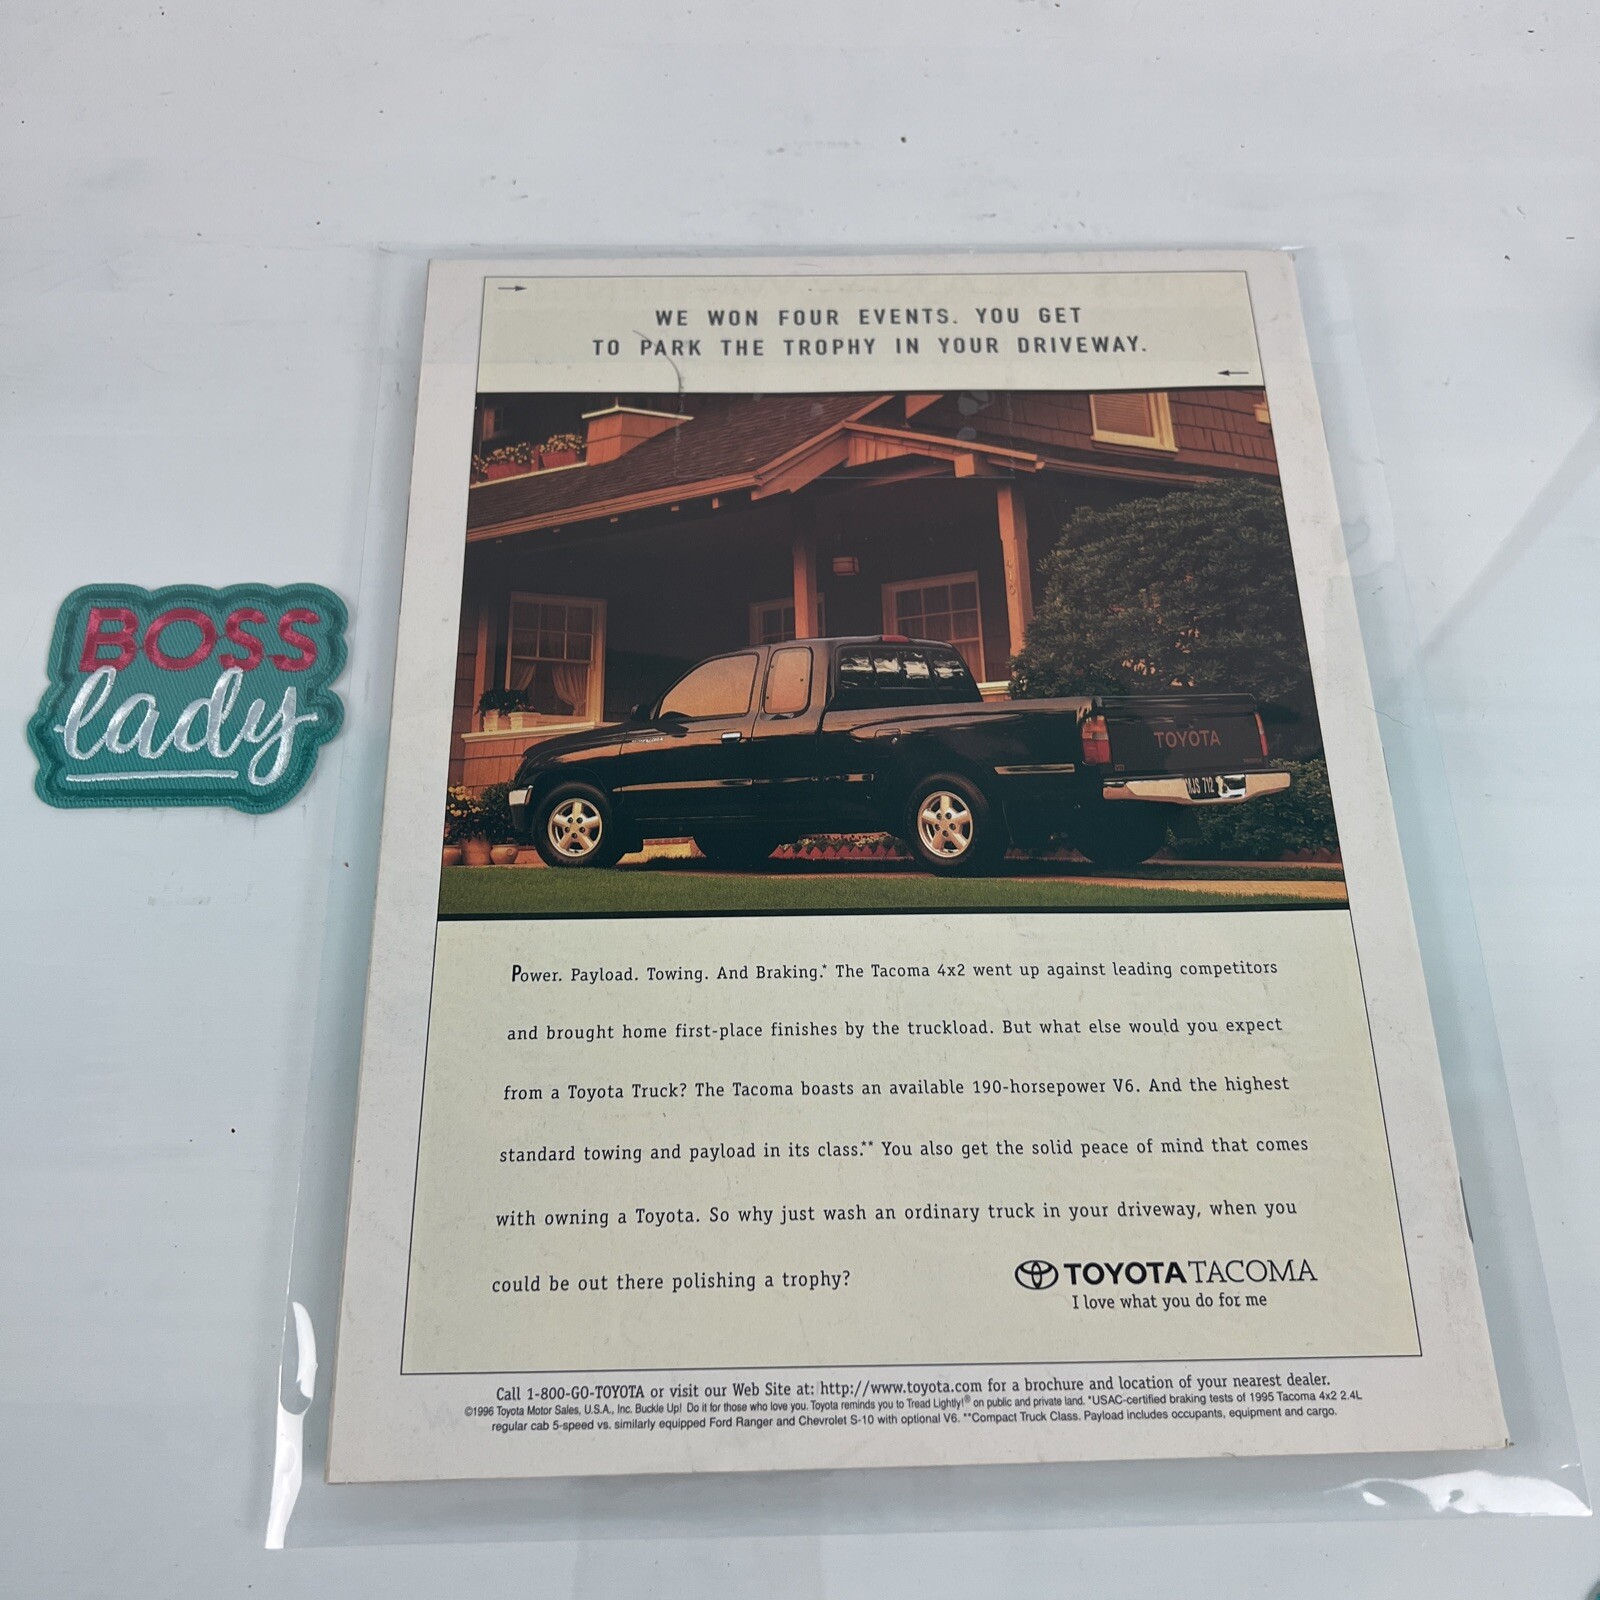 BOSS
lady
WE WON FOUR EVENTS. YOU GET
TO PARK THE TROPHY IN YOUR DRIVEWAY.
TOYOTA
Power. Payload. Towing. And Braking.* The Tacoma 4x2 went up against leading competitors
and brought home first-place finishes by the truckload. But what else would you expect
from a Toyota Truck? The Tacoma boasts an available 190-horsepower V6. And the highest
standard towing and payload in its class.** You also get the solid peace of mind that comes
with owning a Toyota. So why just wash an ordinary truck in your driveway, when you
could be out there polishing a trophy?
TOYOTA TACOMA
I love what you do for me
Call 1-800-GO-TOYOTA or visit our Web Site at: http://www.toyota.com for a brochure and location of your nearest dealer.
©1996 Toyota Motor Sales, U.S.A., Inc. Buckle Up! Do it for those who love you. Toyota reminds you to Tread Lightly!® on public and private land. *USAC-certified braking tests of 1995 Tacoma 4x2 2.4L
regular cab 5-speed vs. similarly equipped Ford Ranger and Chevrolet S-10 with optional V6. **Compact Truck Class. Payload includes occupants, equipment and cargo.